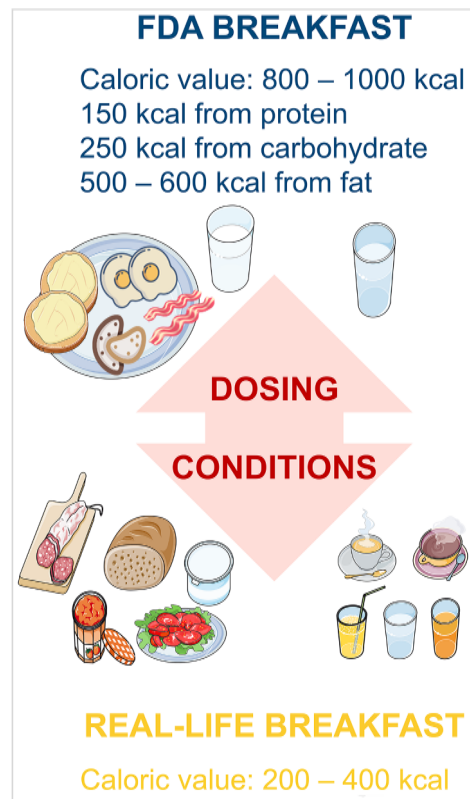 FDA BREAKFAST
Caloric value: 800 – 1000 kcal
150 kcal from protein
250 kcal from carbohydrate
500 – 600 kcal from fat
DOSING
CONDITIONS
REAL-LIFE BREAKFAST
Caloric value: 200 – 400 kcal